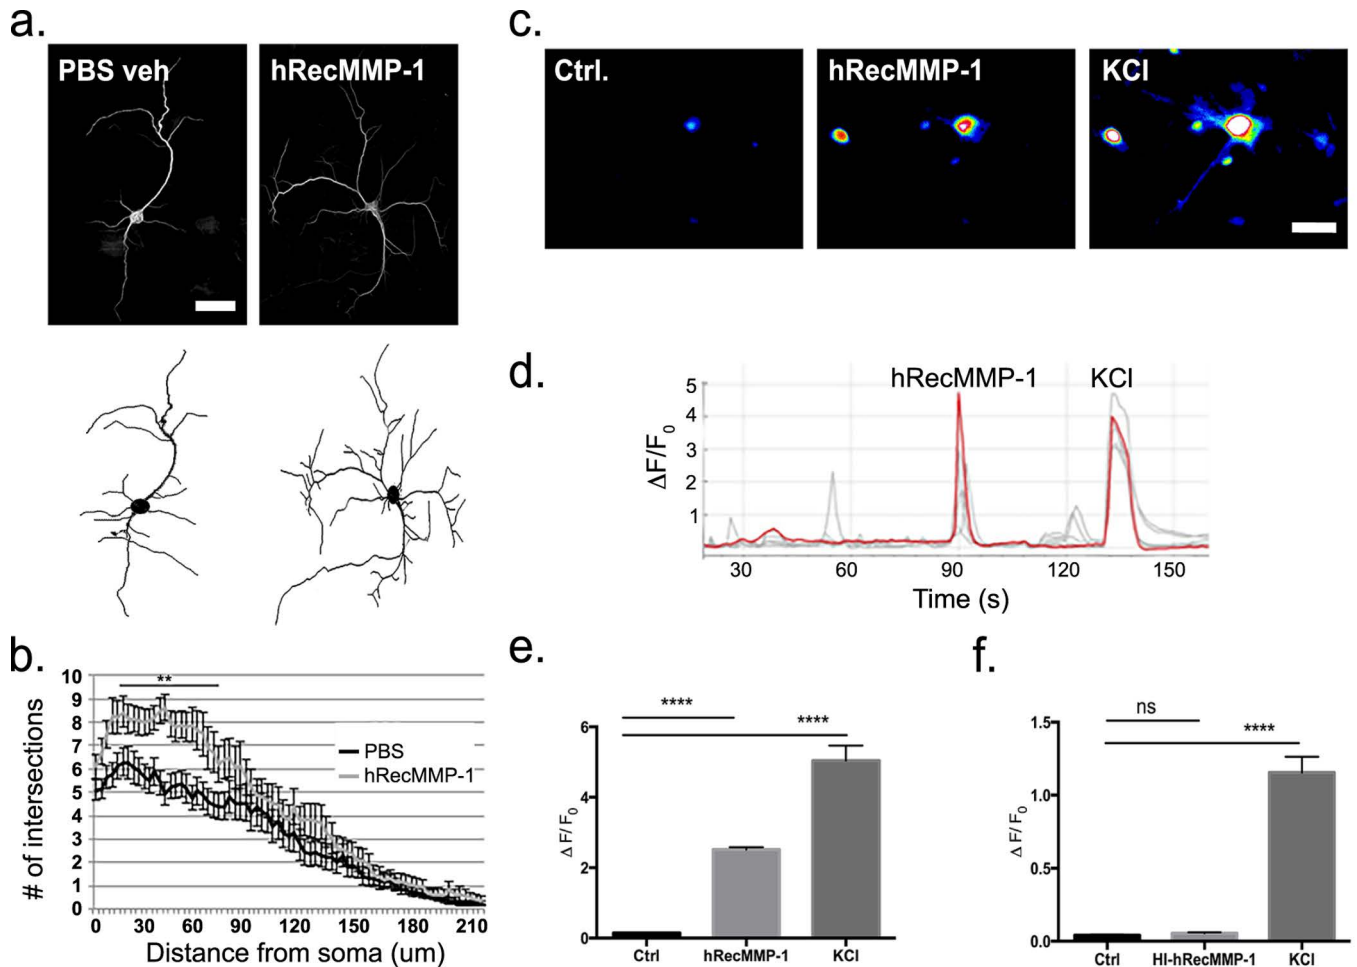 a.
PBS veh
hRecMMP-1
c.
Ctrl.
hRecMMP-1
KCl
d.
hRecMMP-1
KCl
5
4
3
2
1
ΔF/F0
30 60 90 120 150
Time (s)
b.
10
9
8
7
6
5
4
3
2
1
0
**
PBS
hRecMMP-1
# of intersections
0 30 60 90 120 150 180 210
Distance from soma (um)
e.
****
****
6
4
2
0
Δ F/ F0
Ctrl hRecMMP-1 KCl
f.
ns
****
1.5
1.0
0.5
0.0
Δ F/ F0
Ctrl HI-hRecMMP-1 KCl